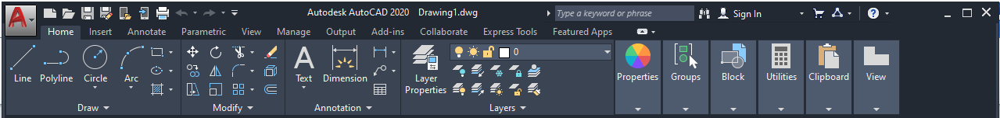 Autodesk AutoCAD 2020 Drawing1.dwg Type a keyword or phrase Sign In
Home Insert Annotate Parametric View Manage Output Add-ins Collaborate Express Tools Featured Apps
0
Line Polyline Circle Arc Text Dimension Layer Properties Properties Groups Block Utilities Clipboard View
Draw Modify Annotation Layers